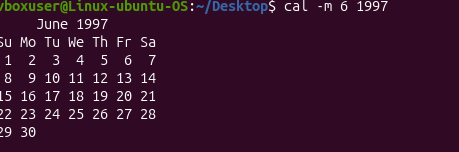 vboxuser@Linux-ubuntu-OS:~/Desktop$ cal -m 6 1997
June 1997
Su Mo Tu We Th Fr Sa
1 2 3 4 5 6 7
8 9 10 11 12 13 14
15 16 17 18 19 20 21
22 23 24 25 26 27 28
29 30